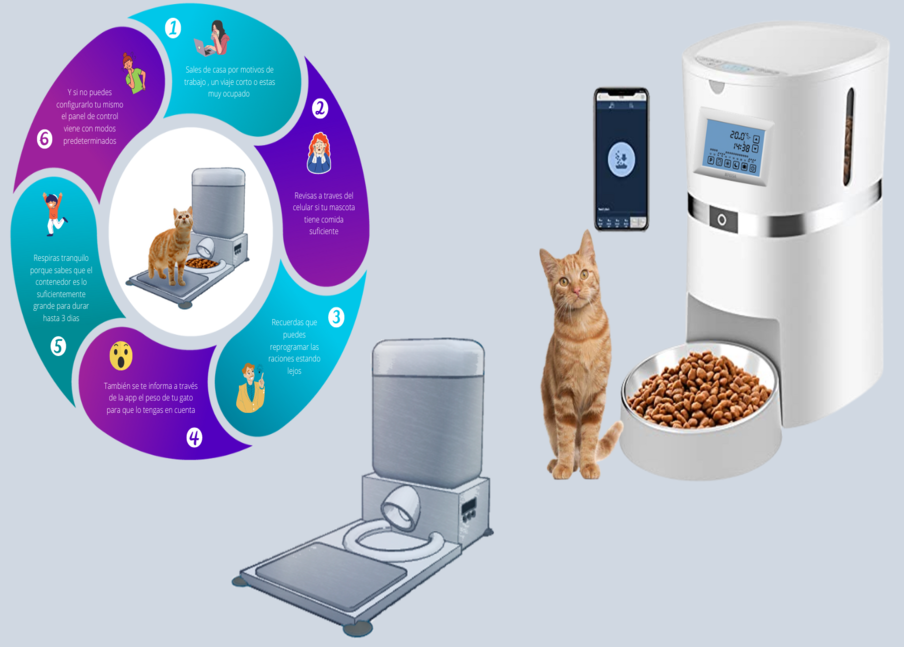 1
Sales de casa por motivos de
trabajo , un viaje corto o estas
muy ocupado
2
Revisas a traves del
celular si tu mascota
tiene comida
suficiente
3
Recuerdas que
puedes
reprogramar las
raciones estando
lejos
4
También se te informa a través
de la app el peso de tu gato
para que lo tengas en cuenta
5
Respiras tranquilo
porque sabes que el
contenedor es lo
suficientemente
grande para durar
hasta 3 días
6
Y si no puedes
configurarlo tu mismo
el panel de control
viene con modos
predeterminados
14:38